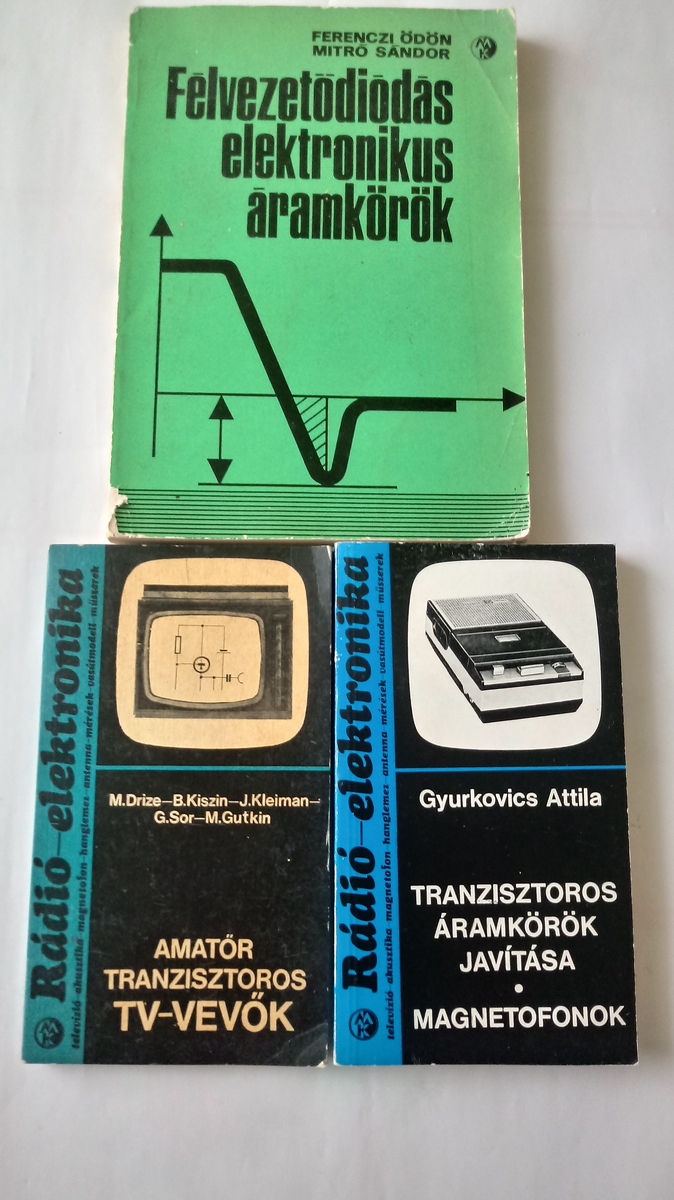 FERENCZI ÖDÖN
MITRÓ SÁNDOR
MK
Félvezetődiódás
elektronikus
áramkörök
Rádió–elektronika
televízió akusztika–magnetofon–hanglemez–antenna–mérések–vasútmodell–műszerek
M.Drize–B.Kiszin–J.Kleiman–
G.Sor–M.Gutkin
AMATŐR
TRANZISZTOROS
TV-VEVŐK
Rádió–elektronika
televízió akusztika magnetofon–hanglemez–antenna–mérések–vasútmodell műszerek
Gyurkovics Attila
TRANZISZTOROS
ÁRAMKÖRÖK
JAVÍTÁSA
•
MAGNETOFONOK